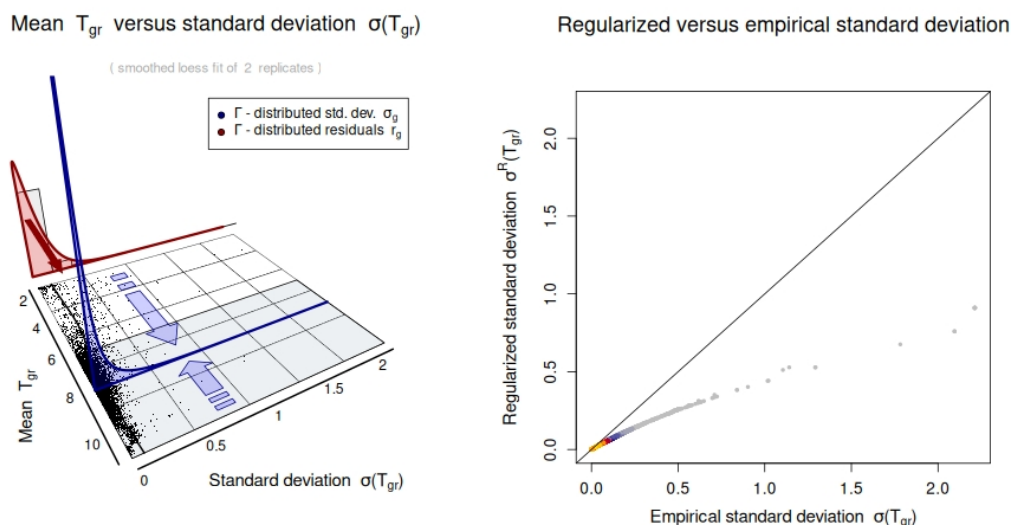 Mean T_gr versus standard deviation σ(T_gr)
( smoothed loess fit of 2 replicates )
Γ - distributed std. dev. σ_g
Γ - distributed residuals r_g
2
4
6
8
10
Mean T_gr
0
0.5
1
1.5
2
Standard deviation σ(T_gr)
Regularized versus empirical standard deviation
2.0
1.5
1.0
0.5
0.0
Regularized standard deviation σ^R(T_gr)
0.0 0.5 1.0 1.5 2.0
Empirical standard deviation σ(T_gr)